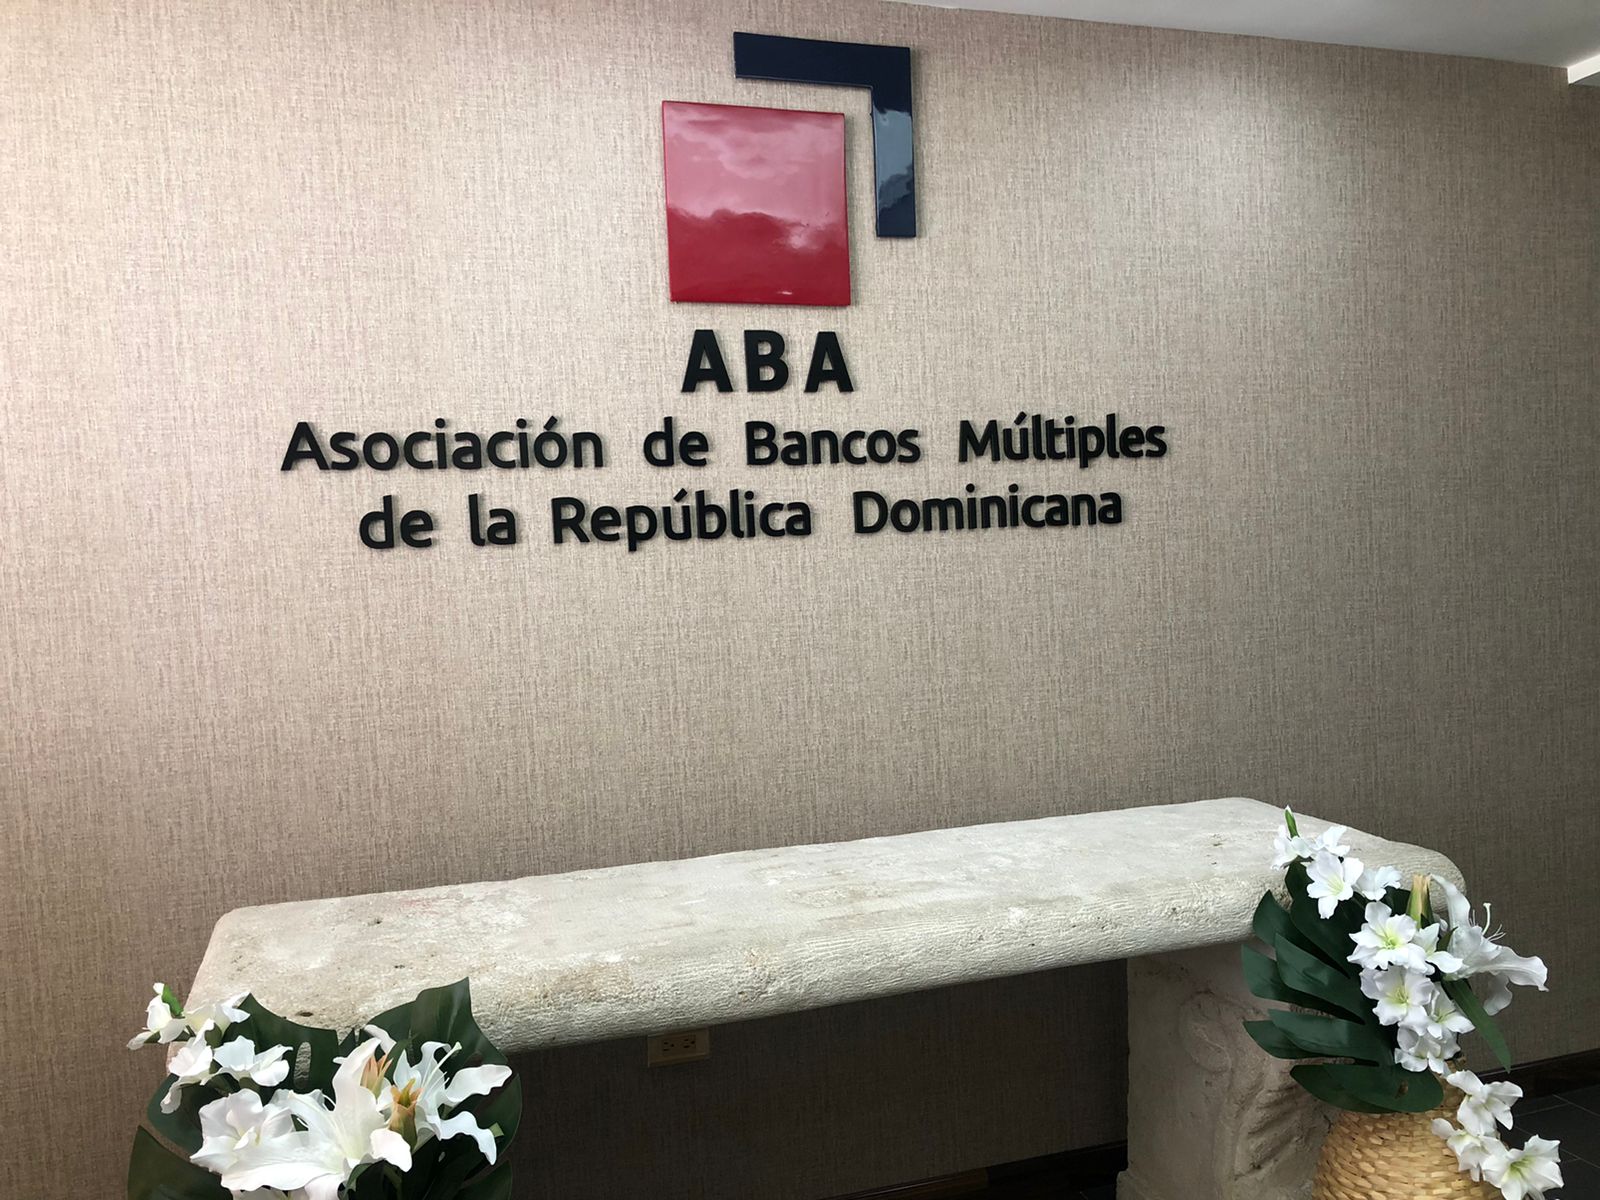 ABA
Asociación de Bancos Múltiples
de la República Dominicana